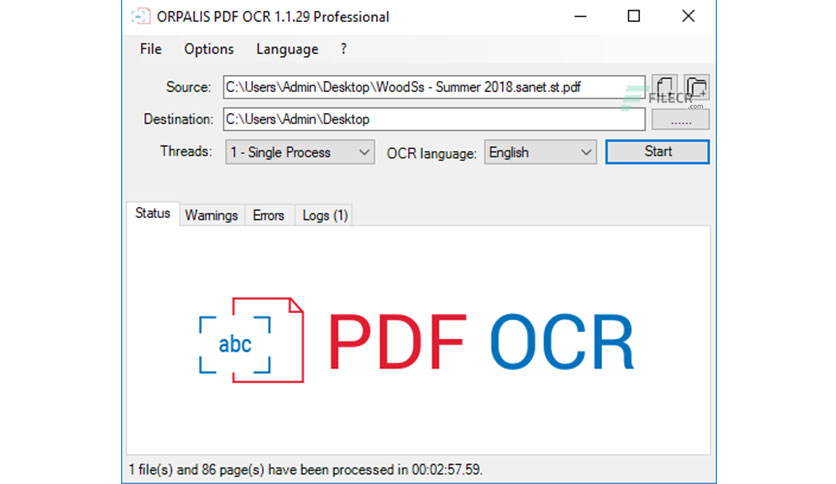 ORPALIS PDF OCR 1.1.29 Professional
File Options Language ?
Source: C:\Users\Admin\Desktop\WoodSs - Summer 2018.sanet.st.pdf
FILECR
.com
Destination: C:\Users\Admin\Desktop ......
Threads: 1 - Single Process OCR language: English Start
Status Warnings Errors Logs (1)
abc PDF OCR
1 file(s) and 86 page(s) have been processed in 00:02:57.59.